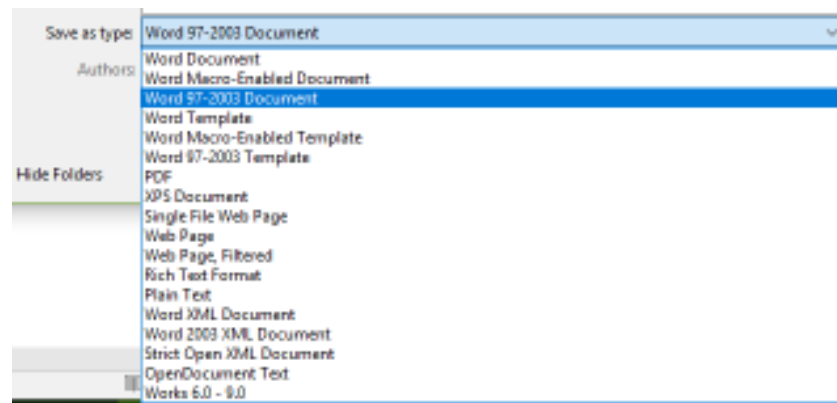 Save as type: Word 97-2003 Document
Authors:
Word Document
Word Macro-Enabled Document
Word 97-2003 Document
Word Template
Word Macro-Enabled Template
Word 97-2003 Template
Hide Folders
PDF
XPS Document
Single File Web Page
Web Page
Web Page, Filtered
Rich Text Format
Plain Text
Word XML Document
Word 2003 XML Document
Strict Open XML Document
OpenDocument Text
Works 6.0 - 9.0